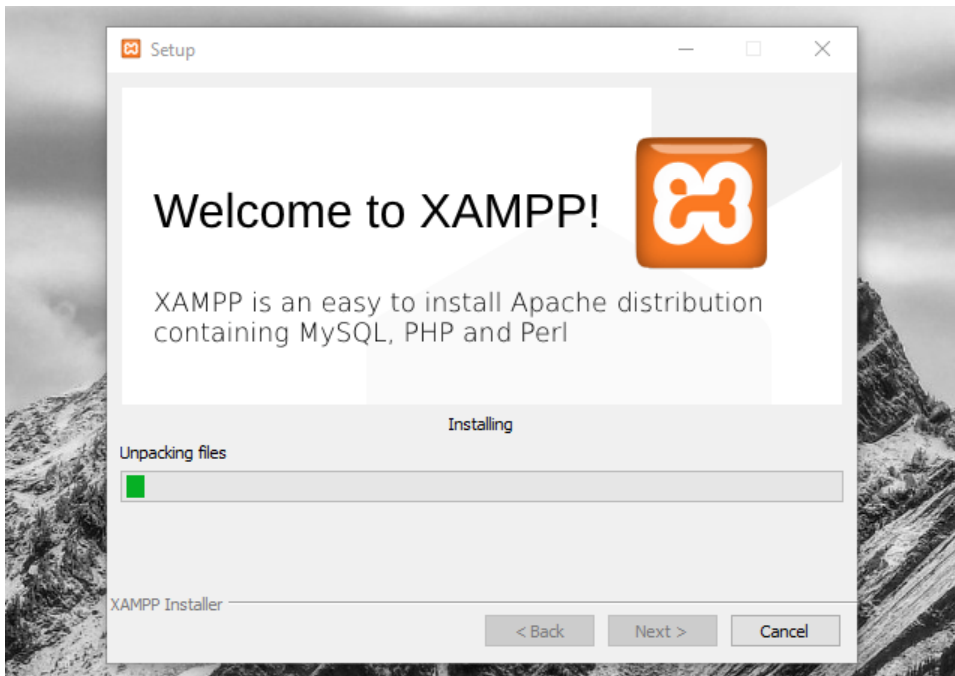 Setup
Welcome to XAMPP!
XAMPP is an easy to install Apache distribution
containing MySQL, PHP and Perl
Installing
Unpacking files
XAMPP Installer
< Back Next > Cancel